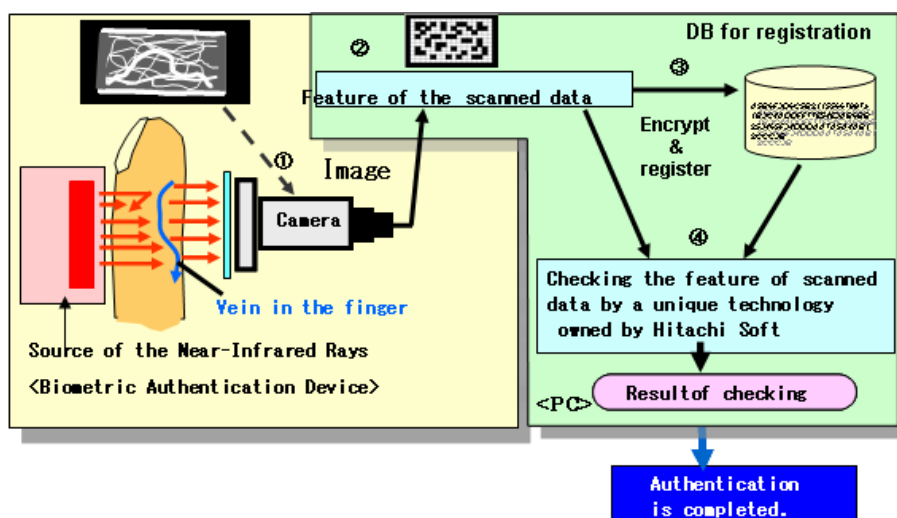 ②
DB for registration
③
Feature of the scanned data
Encrypt
&
register
①
Image
Camera
④
Vein in the finger
Checking the feature of scanned
data by a unique technology
owned by Hitachi Soft
Source of the Near-Infrared Rays
<Biometric Authentication Device>
<PC>
Resultof checking
Authentication
is completed.